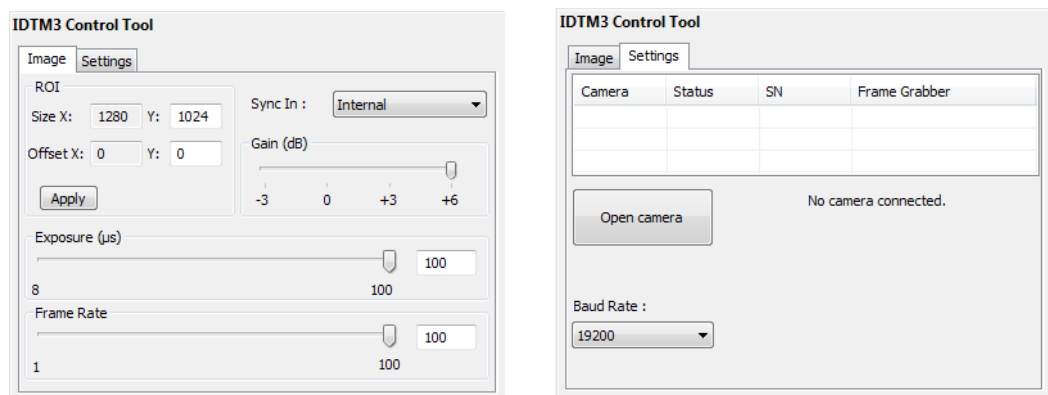 IDTM3 Control Tool
Image Settings
ROI
Size X: 1280 Y: 1024
Offset X: 0 Y: 0
Apply
Sync In : Internal
Gain (dB)
-3 0 +3 +6
Exposure (µs)
100
8 100
Frame Rate
100
1 100
IDTM3 Control Tool
Image Settings
Camera Status SN Frame Grabber
Open camera
No camera connected.
Baud Rate :
19200